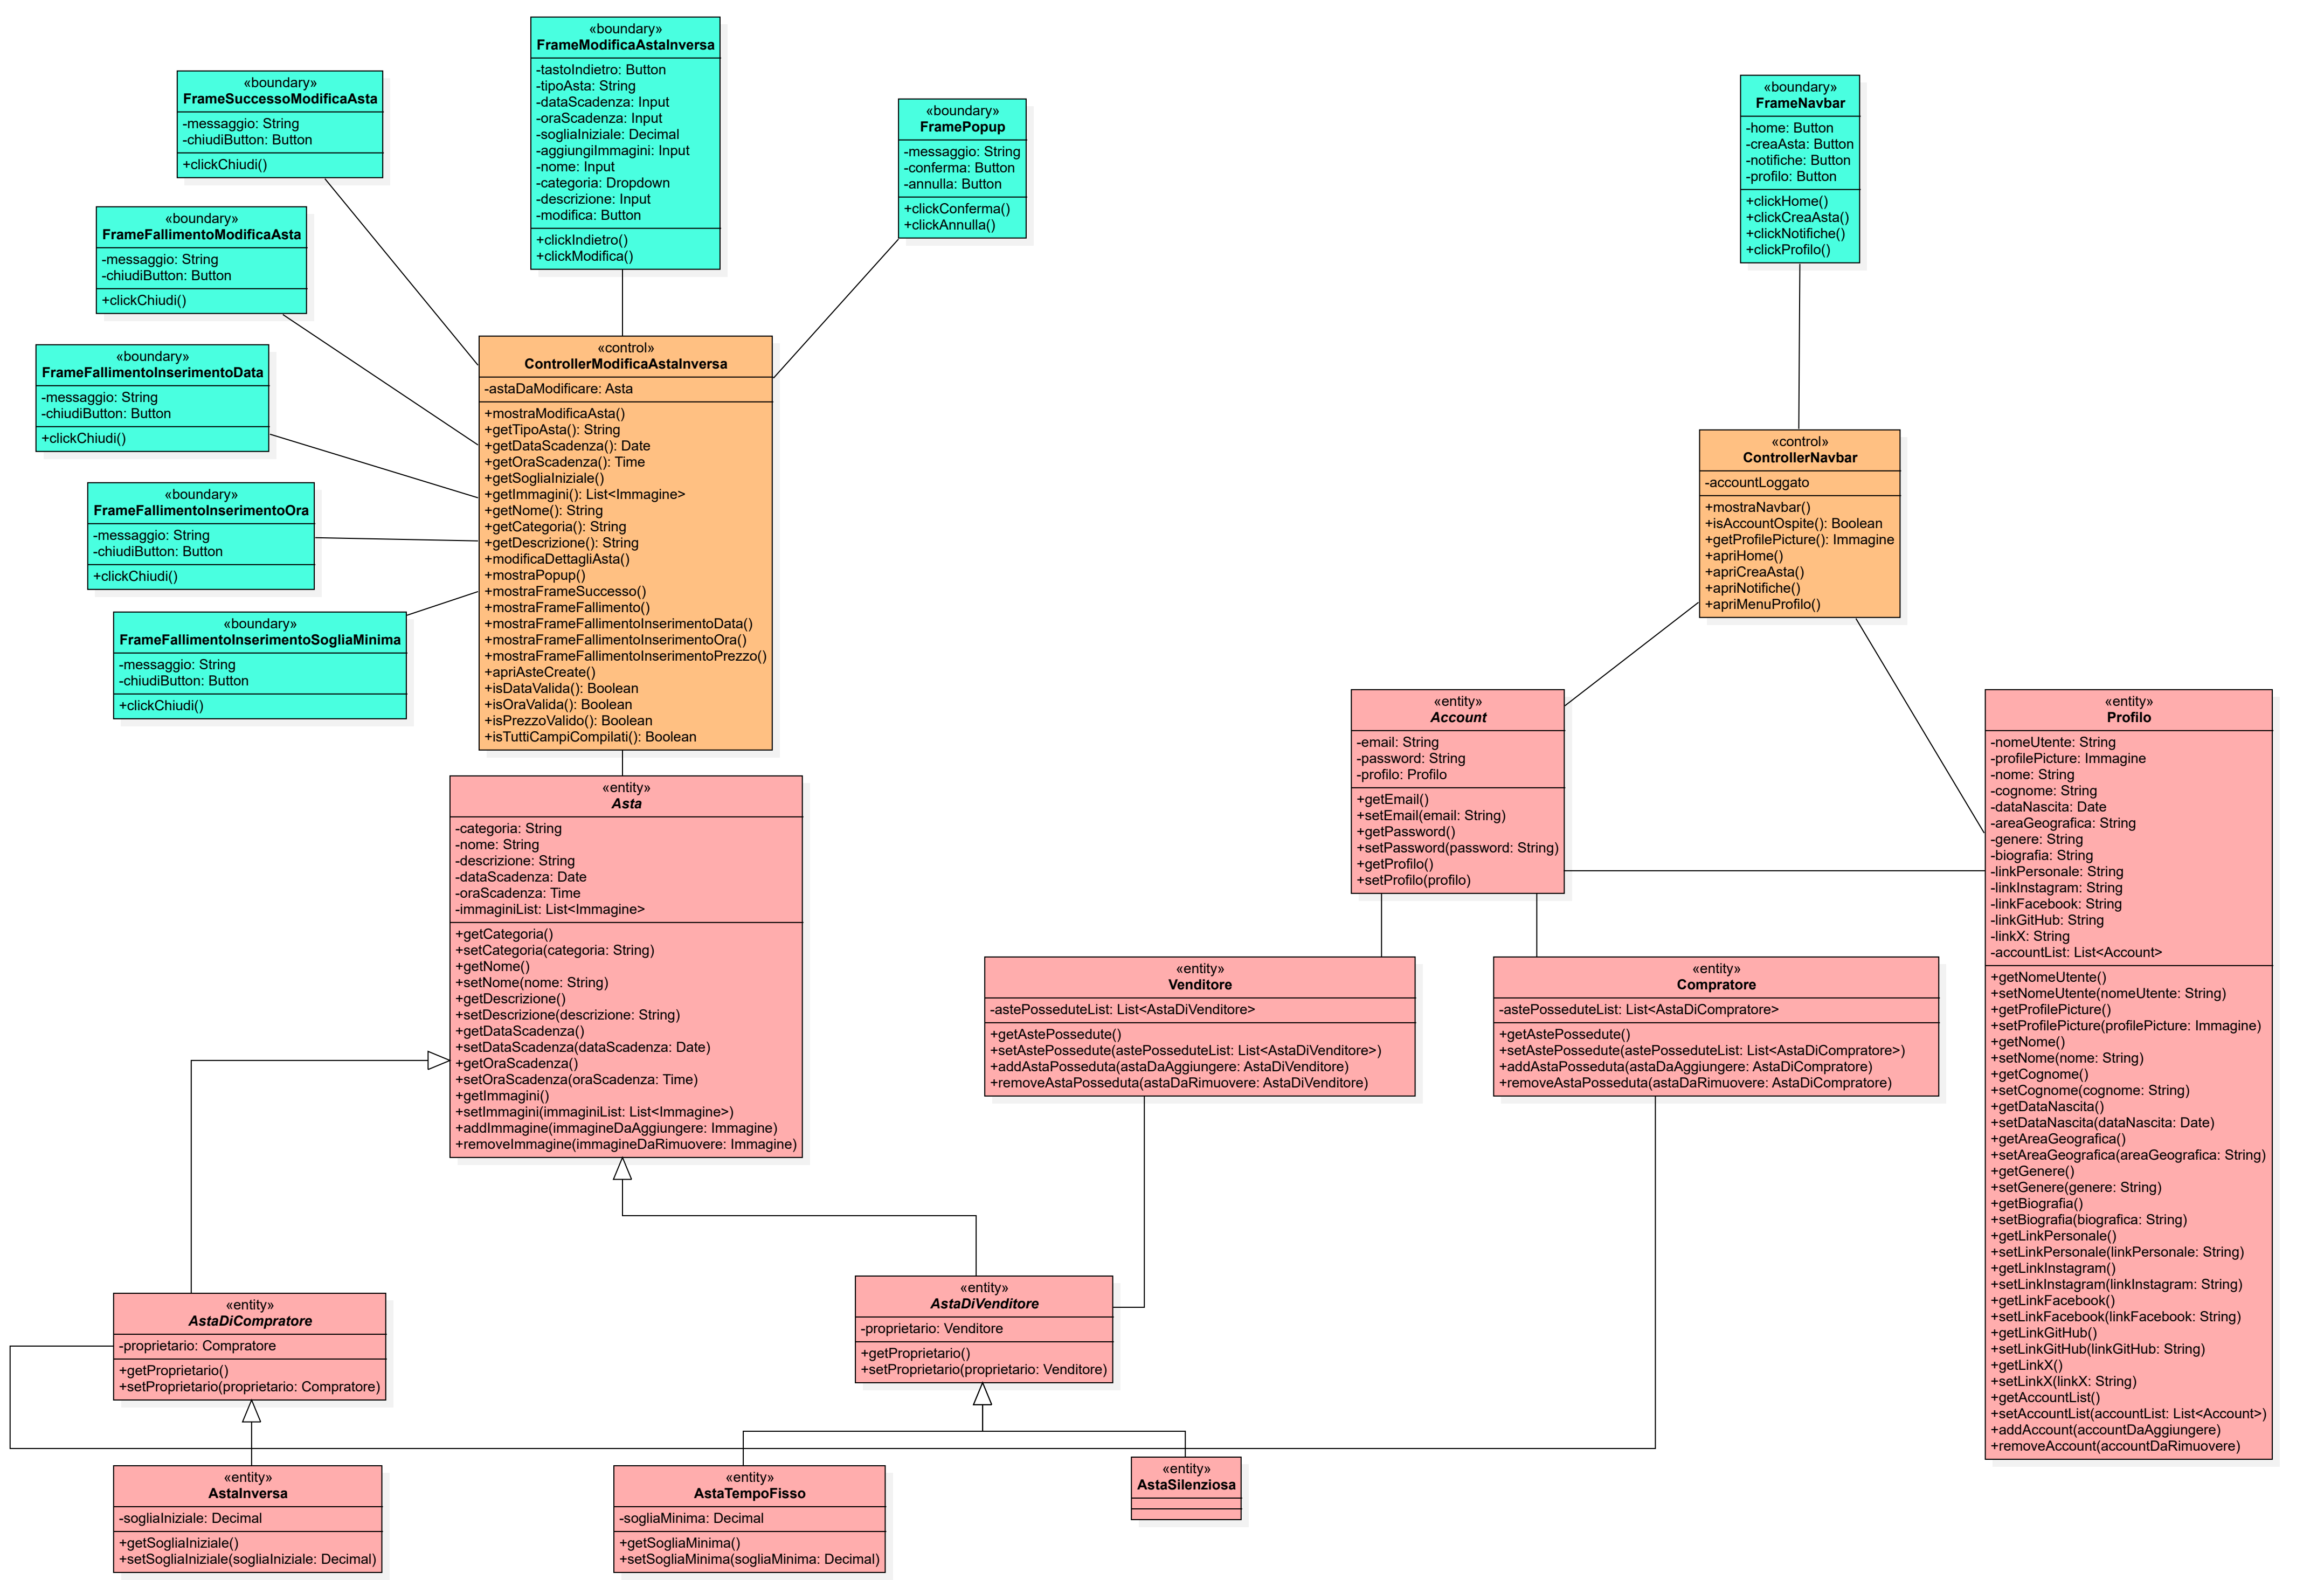 «boundary»
FrameModificaAstaInversa
-tastoIndietro: Button
-tipoAsta: String
-dataScadenza: Input
-oraScadenza: Input
-sogliaIniziale: Decimal
-aggiungiImmagini: Input
-nome: Input
-categoria: Dropdown
-descrizione: Input
-modifica: Button
+clickIndietro()
+clickModifica()
«boundary»
FrameSuccessoModificaAsta
-messaggio: String
-chiudiButton: Button
+clickChiudi()
«boundary»
FramePopup
-messaggio: String
-conferma: Button
-annulla: Button
+clickConferma()
+clickAnnulla()
«boundary»
FrameNavbar
-home: Button
-creaAsta: Button
-notifiche: Button
-profilo: Button
+clickHome()
+clickCreaAsta()
+clickNotifiche()
+clickProfilo()
«boundary»
FrameFallimentoModificaAsta
-messaggio: String
-chiudiButton: Button
+clickChiudi()
«boundary»
FrameFallimentoInserimentoData
-messaggio: String
-chiudiButton: Button
+clickChiudi()
«boundary»
FrameFallimentoInserimentoOra
-messaggio: String
-chiudiButton: Button
+clickChiudi()
«boundary»
FrameFallimentoInserimentoSogliaMinima
-messaggio: String
-chiudiButton: Button
+clickChiudi()
«control»
ControllerModificaAstaInversa
-astaDaModificare: Asta
+mostraModificaAsta()
+getTipoAsta(): String
+getDataScadenza(): Date
+getOraScadenza(): Time
+getSogliaIniziale()
+getImmagini(): List<Immagine>
+getNome(): String
+getCategoria(): String
+getDescrizione(): String
+modificaDettagliAsta()
+mostraPopup()
+mostraFrameSuccesso()
+mostraFrameFallimento()
+mostraFrameFallimentoInserimentoData()
+mostraFrameFallimentoInserimentoOra()
+mostraFrameFallimentoInserimentoPrezzo()
+apriAsteCreate()
+isDataValida(): Boolean
+isOraValida(): Boolean
+isPrezzoValido(): Boolean
+isTuttiCampiCompilati(): Boolean
«control»
ControllerNavbar
-accountLoggato
+mostraNavbar()
+isAccountOspite(): Boolean
+getProfilePicture(): Immagine
+apriHome()
+apriCreaAsta()
+apriNotifiche()
+apriMenuProfilo()
«entity»
Asta
-categoria: String
-nome: String
-descrizione: String
-dataScadenza: Date
-oraScadenza: Time
-immaginiList: List<Immagine>
+getCategoria()
+setCategoria(categoria: String)
+getNome()
+setNome(nome: String)
+getDescrizione()
+setDescrizione(descrizione: String)
+getDataScadenza()
+setDataScadenza(dataScadenza: Date)
+getOraScadenza()
+setOraScadenza(oraScadenza: Time)
+getImmagini()
+setImmagini(immaginiList: List<Immagine>)
+addImmagine(immagineDaAggiungere: Immagine)
+removeImmagine(immagineDaRimuovere: Immagine)
«entity»
Account
-email: String
-password: String
-profilo: Profilo
+getEmail()
+setEmail(email: String)
+getPassword()
+setPassword(password: String)
+getProfilo()
+setProfilo(profilo)
«entity»
Profilo
-nomeUtente: String
-profilePicture: Immagine
-nome: String
-cognome: String
-dataNascita: Date
-areaGeografica: String
-genere: String
-biografia: String
-linkPersonale: String
-linkInstagram: String
-linkFacebook: String
-linkGitHub: String
-linkX: String
-accountList: List<Account>
+getNomeUtente()
+setNomeUtente(nomeUtente: String)
+getProfilePicture()
+setProfilePicture(profilePicture: Immagine)
+getNome()
+setNome(nome: String)
+getCognome()
+setCognome(cognome: String)
+getDataNascita()
+setDataNascita(dataNascita: Date)
+getAreaGeografica()
+setAreaGeografica(areaGeografica: String)
+getGenere()
+setGenere(genere: String)
+getBiografia()
+setBiografia(biografica: String)
+getLinkPersonale()
+setLinkPersonale(linkPersonale: String)
+getLinkInstagram()
+setLinkInstagram(linkInstagram: String)
+getLinkFacebook()
+setLinkFacebook(linkFacebook: String)
+getLinkGitHub()
+setLinkGitHub(linkGitHub: String)
+getLinkX()
+setLinkX(linkX: String)
+getAccountList()
+setAccountList(accountList: List<Account>)
+addAccount(accountDaAggiungere)
+removeAccount(accountDaRimuovere)
«entity»
Venditore
-astePosseduteList: List<AstaDiVenditore>
+getAstePossedute()
+setAstePossedute(astePosseduteList: List<AstaDiVenditore>)
+addAstaPosseduta(astaDaAggiungere: AstaDiVenditore)
+removeAstaPosseduta(astaDaRimuovere: AstaDiVenditore)
«entity»
Compratore
-astePosseduteList: List<AstaDiCompratore>
+getAstePossedute()
+setAstePossedute(astePosseduteList: List<AstaDiCompratore>)
+addAstaPosseduta(astaDaAggiungere: AstaDiCompratore)
+removeAstaPosseduta(astaDaRimuovere: AstaDiCompratore)
«entity»
AstaDiCompratore
-proprietario: Compratore
+getProprietario()
+setProprietario(proprietario: Compratore)
«entity»
AstaDiVenditore
-proprietario: Venditore
+getProprietario()
+setProprietario(proprietario: Venditore)
«entity»
AstaInversa
-sogliaIniziale: Decimal
+getSogliaIniziale()
+setSogliaIniziale(sogliaIniziale: Decimal)
«entity»
AstaTempoFisso
-sogliaMinima: Decimal
+getSogliaMinima()
+setSogliaMinima(sogliaMinima: Decimal)
«entity»
AstaSilenziosa